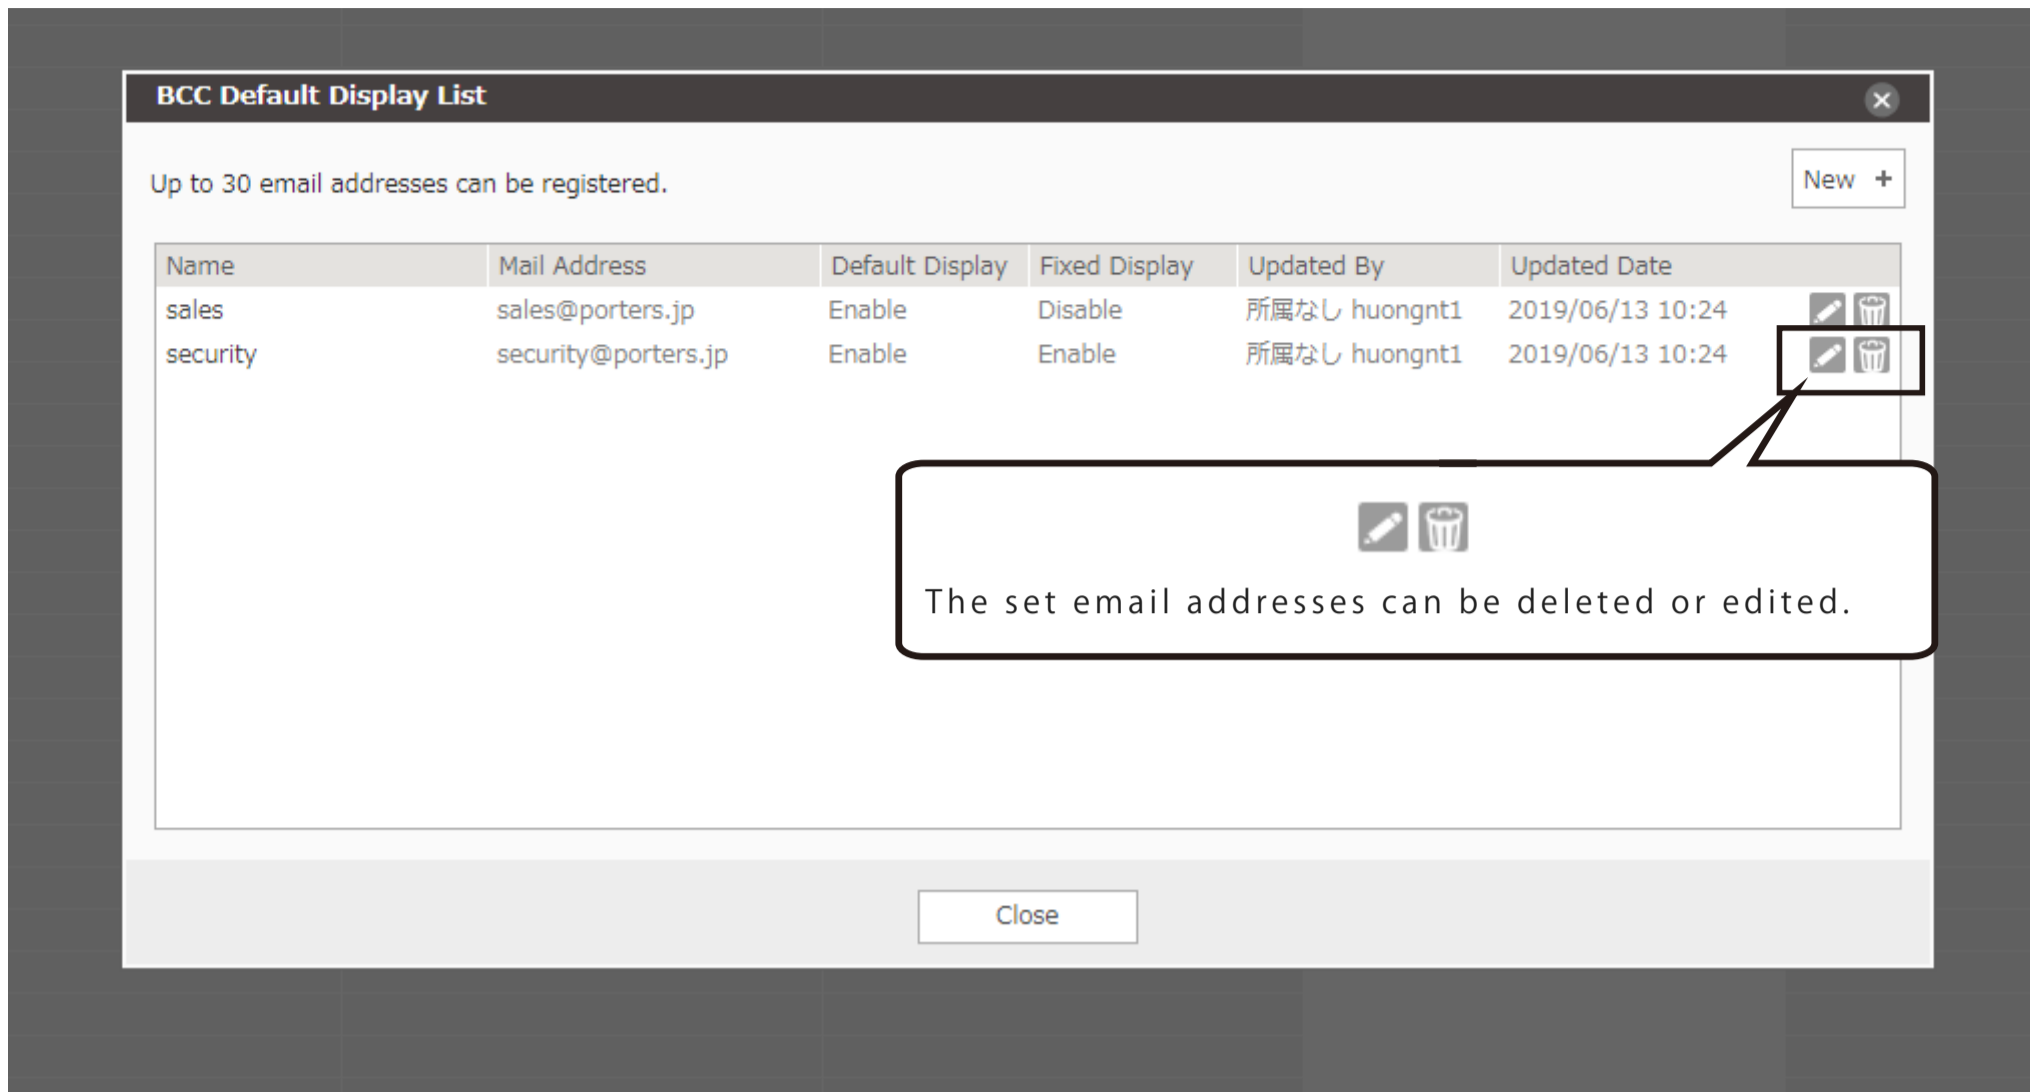 BCC Default Display List
Up to 30 email addresses can be registered.
New +
Name Mail Address Default Display Fixed Display Updated By Updated Date
sales sales@porters.jp Enable Disable 所属なし huongnt1 2019/06/13 10:24
security security@porters.jp Enable Enable 所属なし huongnt1 2019/06/13 10:24
The set email addresses can be deleted or edited.
Close